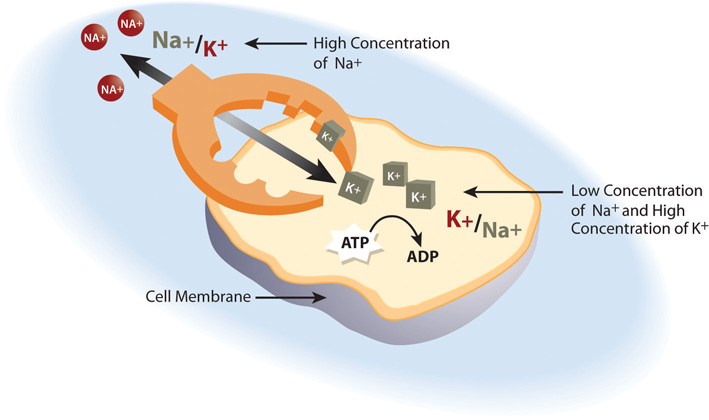 NA+
NA+
NA+
Na+/K+
High Concentration
of Na+
K+
K+
K+
K+
Low Concentration
of Na+ and High
Concentration of K+
K+/Na+
ATP
ADP
Cell Membrane